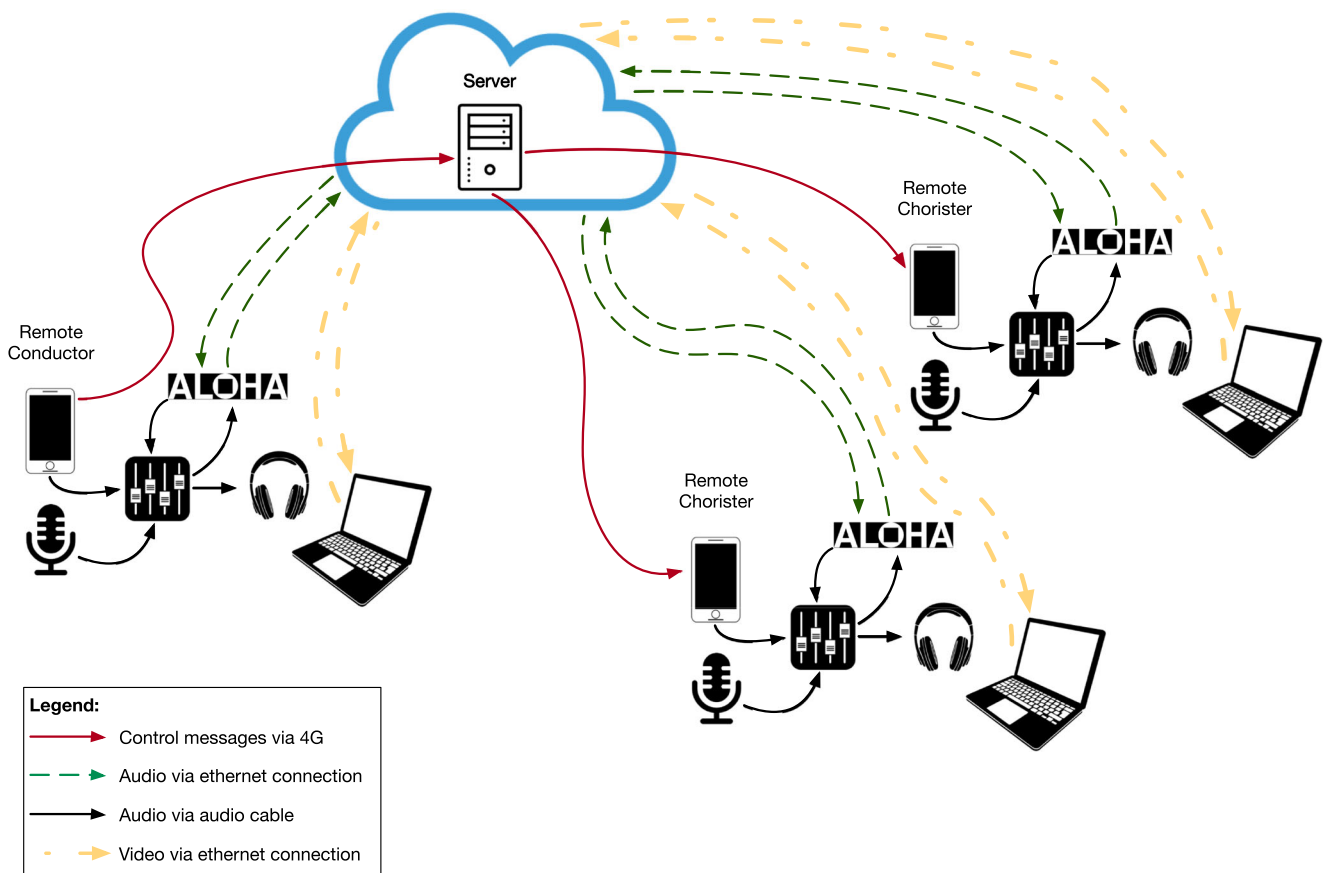 Server
Remote
Chorister
ALOHA
Remote
Conductor
ALOHA
Remote
Chorister
ALOHA
Legend:
Control messages via 4G
Audio via ethernet connection
Audio via audio cable
Video via ethernet connection